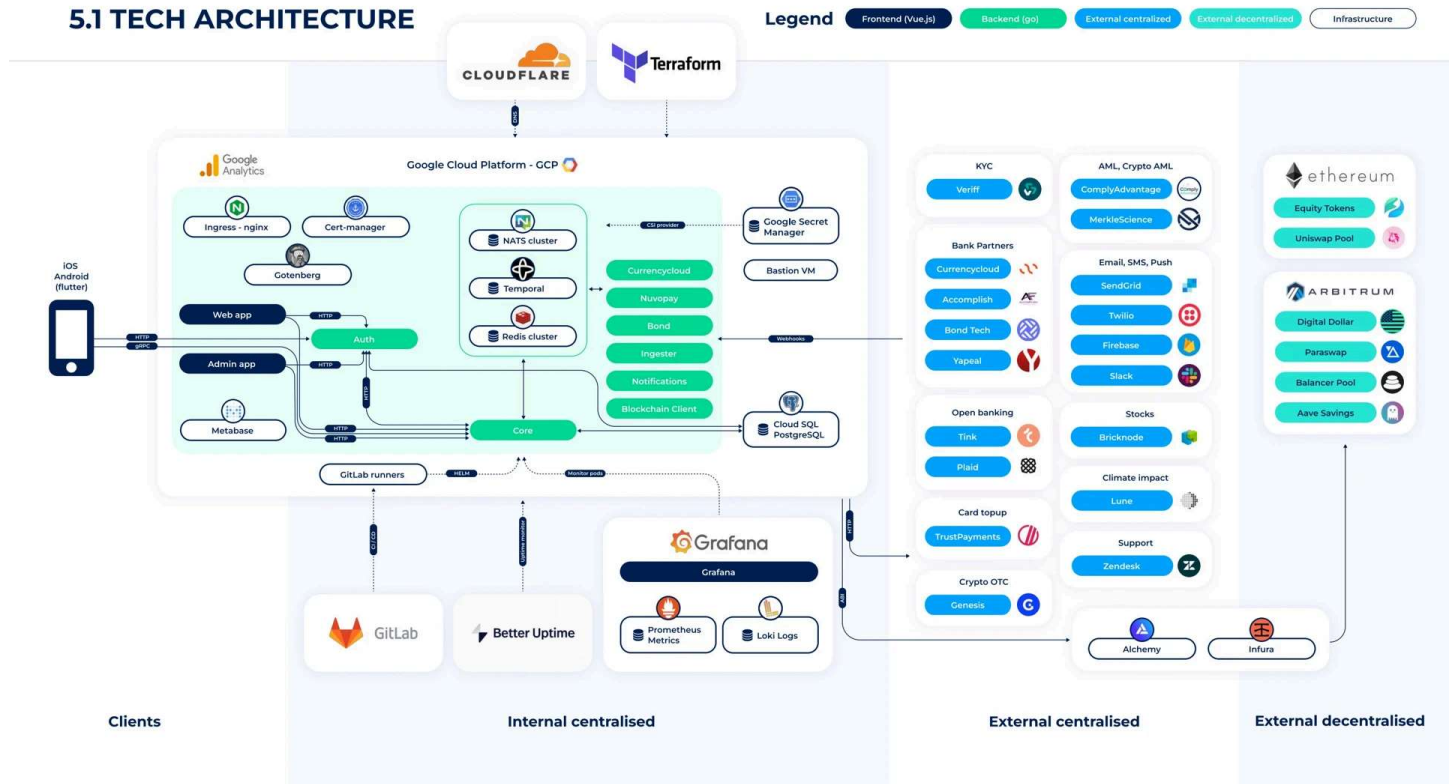 5.1 TECH ARCHITECTURE
Legend
Frontend (Vue.js)
Backend (go)
External centralized
External decentralized
Infrastructure
CLOUDFLARE
Terraform
DNS
Google Analytics
Google Cloud Platform - GCP
Ingress - nginx
Cert-manager
Gotenberg
NATS cluster
Temporal
Redis cluster
CSI provider
Google Secret
Manager
Bastion VM
Currencycloud
Nuvopay
Bond
Ingester
Notifications
Blockchain Client
iOS
Android
(flutter)
HTTP
gRPC
Web app
HTTP
Auth
Admin app
HTTP
HTTP
Webhooks
Metabase
HTTP
HTTP
Core
Cloud SQL
PostgreSQL
GitLab runners
HELM
Monitor pods
CI / CD
Uptime monitor
HTTP
ABI
GitLab
Better Uptime
Grafana
Grafana
Prometheus
Metrics
Loki Logs
KYC
Veriff
Bank Partners
Currencycloud
Accomplish
Bond Tech
Yapeal
Open banking
Tink
Plaid
Card topup
TrustPayments
Crypto OTC
Genesis
AML, Crypto AML
ComplyAdvantage
Comply
MerkleScience
Email, SMS, Push
SendGrid
Twilio
Firebase
Slack
Stocks
Bricknode
Climate impact
Lune
Support
Zendesk
Alchemy
Infura
ethereum
Equity Tokens
Uniswap Pool
ARBITRUM
Digital Dollar
Paraswap
Balancer Pool
Aave Savings
Clients
Internal centralised
External centralised
External decentralised